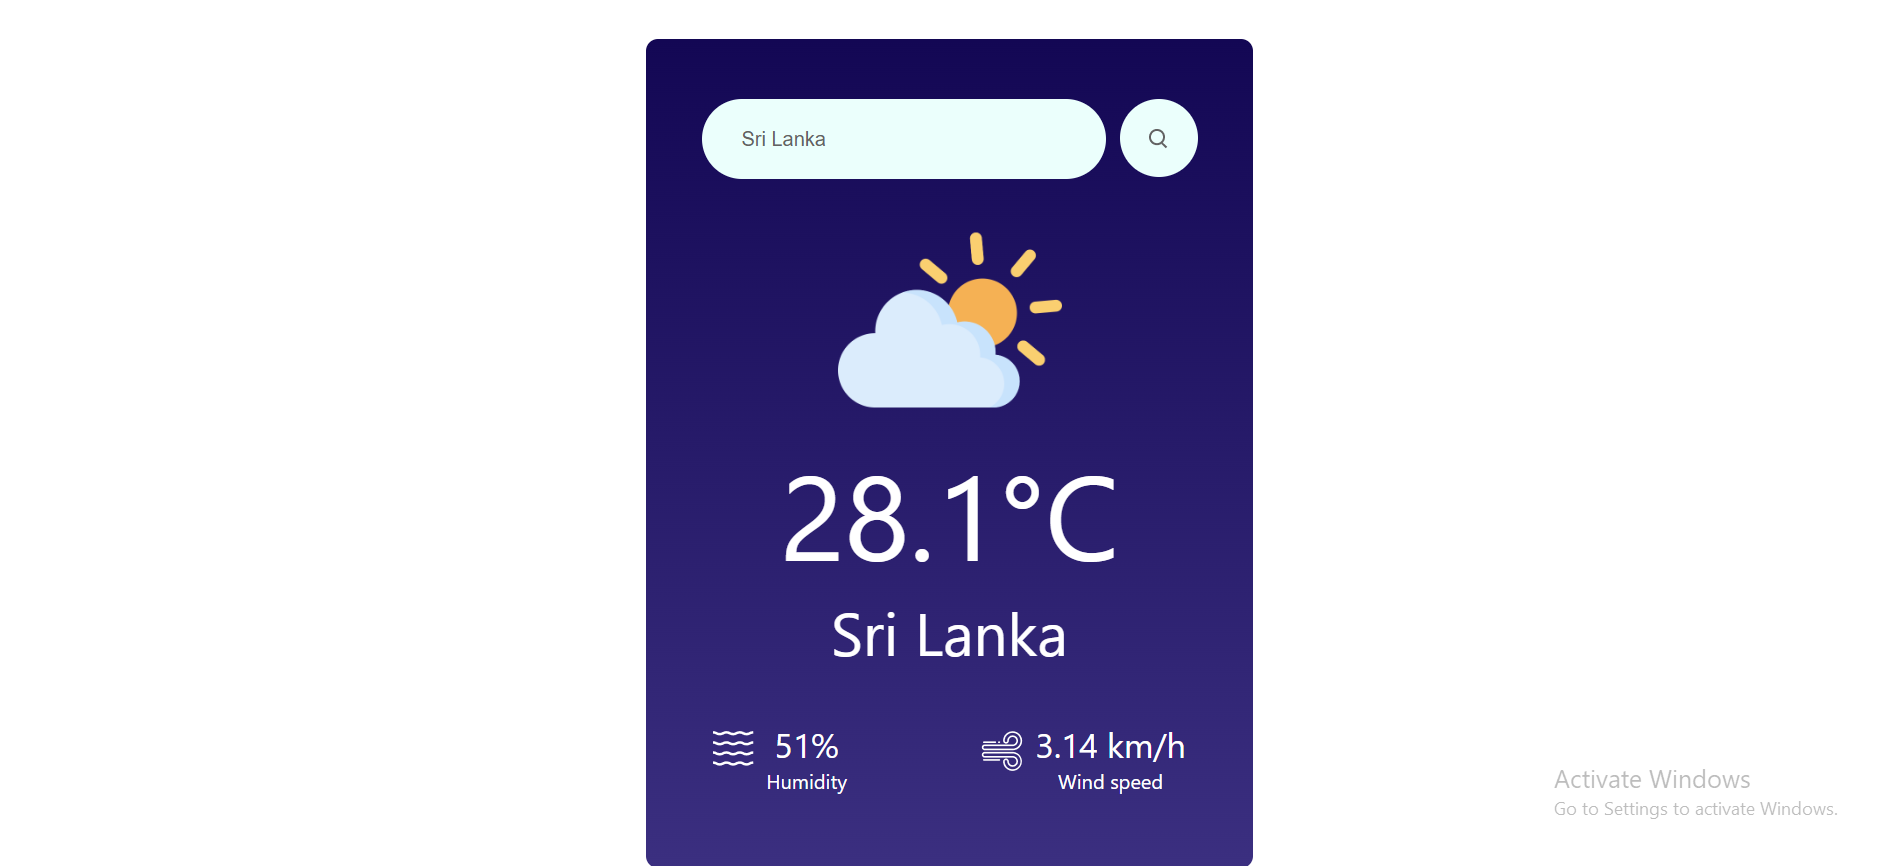 Sri Lanka
28.1°C
Sri Lanka
51%
Humidity
3.14 km/h
Wind speed
Activate Windows
Go to Settings to activate Windows.